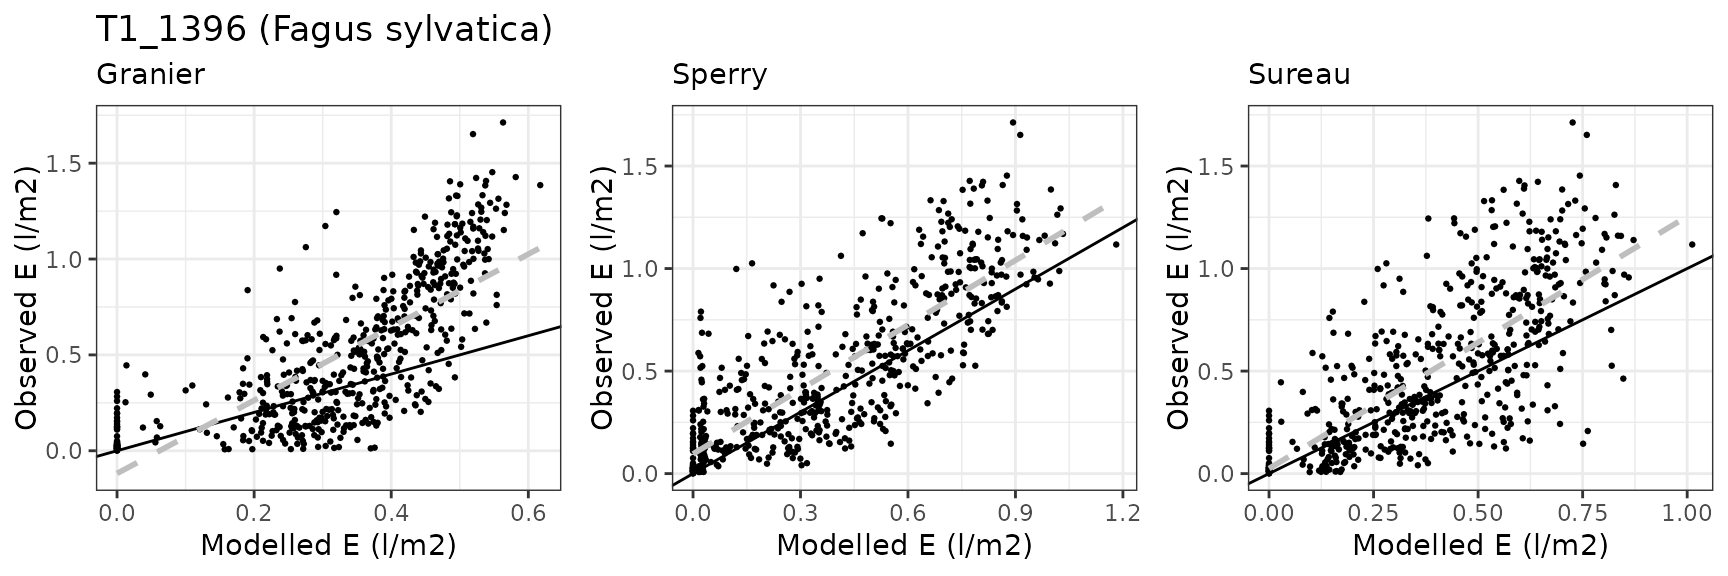 T1_1396 (Fagus sylvatica)
Granier
Observed E (l/m2)
1.5
1.0
0.5
0.0
0.0 0.2 0.4 0.6
Modelled E (l/m2)
Sperry
Observed E (l/m2)
1.5
1.0
0.5
0.0
0.0 0.3 0.6 0.9 1.2
Modelled E (l/m2)
Sureau
Observed E (l/m2)
1.5
1.0
0.5
0.0
0.00 0.25 0.50 0.75 1.00
Modelled E (l/m2)